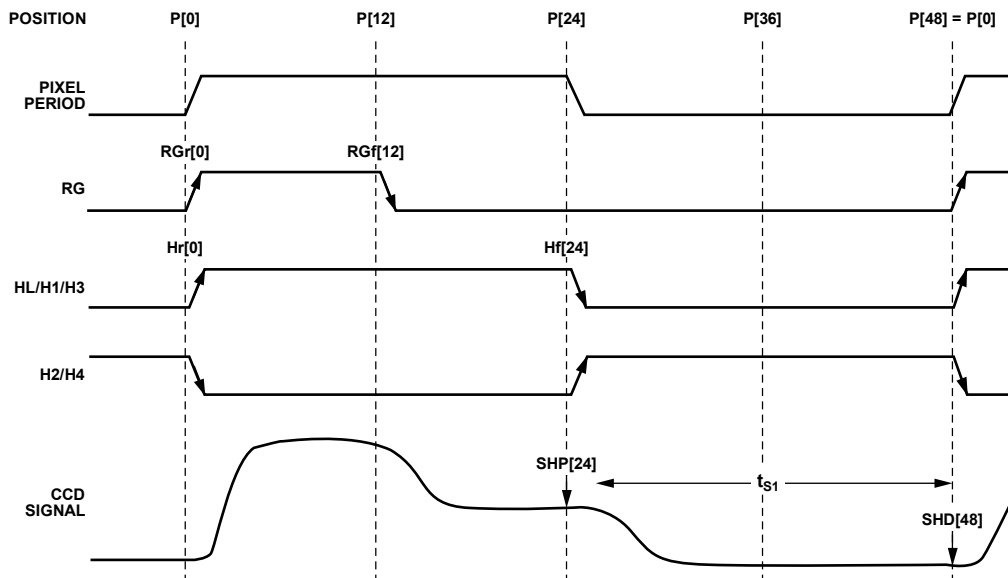 POSITION P[0] P[12] P[24] P[36] P[48] = P[0]
PIXEL
PERIOD
RGr[0] RGf[12]
RG
Hr[0] Hf[24]
HL/H1/H3
H2/H4
SHP[24]
tS1
CCD
SIGNAL
SHD[48]